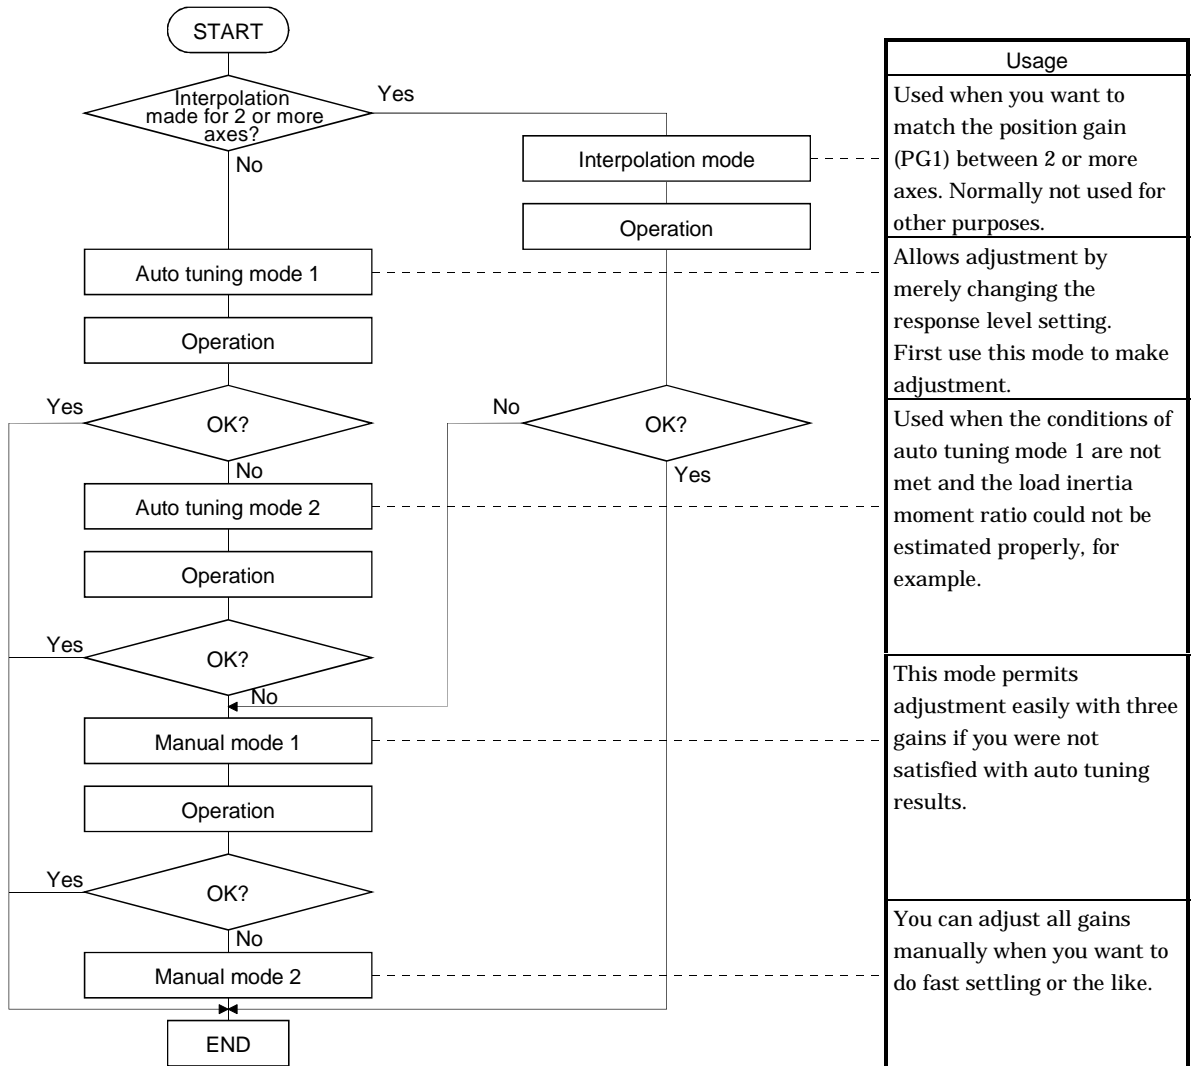 START
Interpolation
made for 2 or more
axes?
Yes
No
Interpolation mode
Operation
Auto tuning mode 1
Operation
Yes
OK?
No
No
OK?
Yes
Auto tuning mode 2
Operation
Yes
OK?
No
Manual mode 1
Operation
Yes
OK?
No
Manual mode 2
END
Usage
Used when you want to
match the position gain
(PG1) between 2 or more
axes. Normally not used for
other purposes.
Allows adjustment by
merely changing the
response level setting.
First use this mode to make
adjustment.
Used when the conditions of
auto tuning mode 1 are not
met and the load inertia
moment ratio could not be
estimated properly, for
example.
This mode permits
adjustment easily with three
gains if you were not
satisfied with auto tuning
results.
You can adjust all gains
manually when you want to
do fast settling or the like.